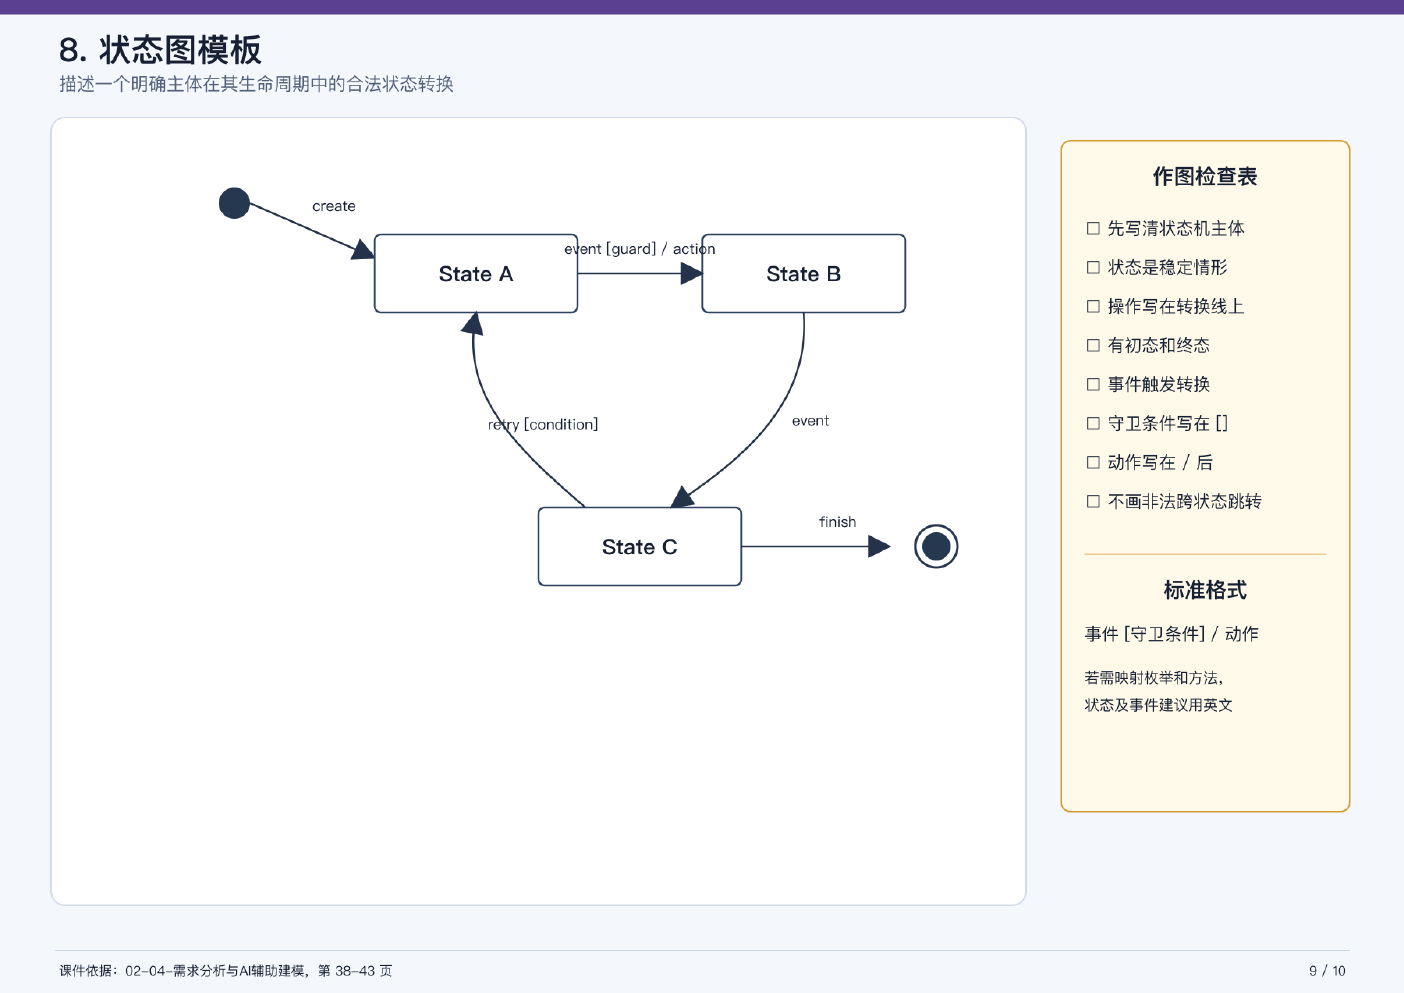 8. 状态图模板
描述一个明确主体在其生命周期中的合法状态转换
create
event [guard] / action
State A
State B
retry [condition]
event
finish
State C
作图检查表
☐ 先写清状态机主体
☐ 状态是稳定情形
☐ 操作写在转换线上
☐ 有初态和终态
☐ 事件触发转换
☐ 守卫条件写在 []
☐ 动作写在 / 后
☐ 不画非法跨状态跳转
标准格式
事件 [守卫条件] / 动作
若需映射枚举和方法，
状态及事件建议用英文
课件依据：02-04-需求分析与AI辅助建模，第 38-43 页
9 / 10